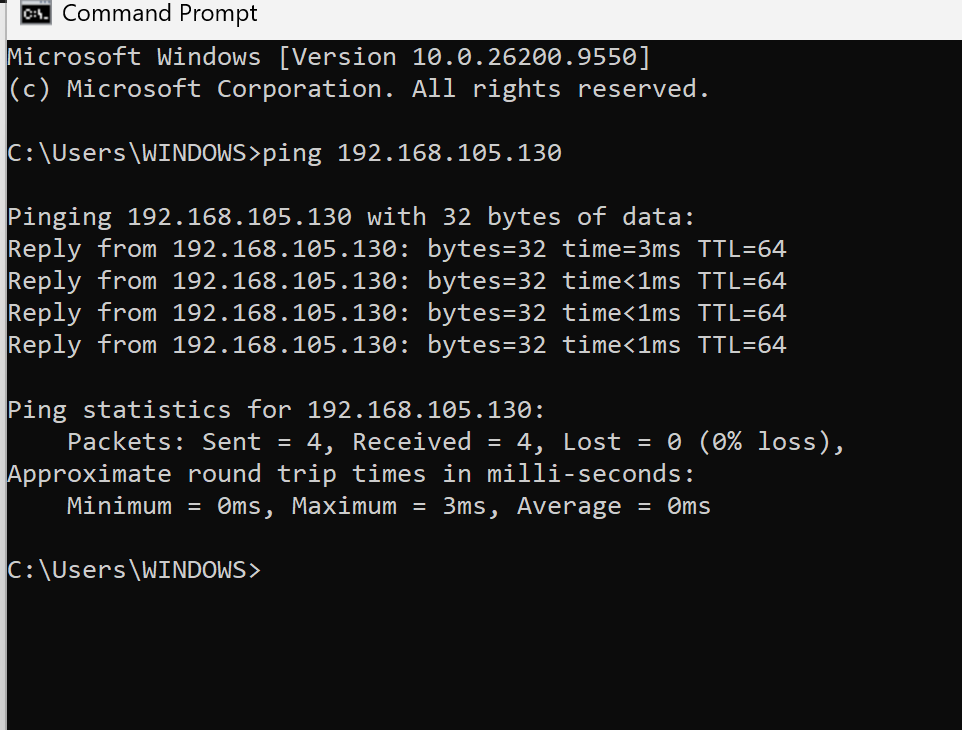 Command Prompt
Microsoft Windows [Version 10.0.26200.9550]
(c) Microsoft Corporation. All rights reserved.
C:\Users\WINDOWS>ping 192.168.105.130
Pinging 192.168.105.130 with 32 bytes of data:
Reply from 192.168.105.130: bytes=32 time=3ms TTL=64
Reply from 192.168.105.130: bytes=32 time<1ms TTL=64
Reply from 192.168.105.130: bytes=32 time<1ms TTL=64
Reply from 192.168.105.130: bytes=32 time<1ms TTL=64
Ping statistics for 192.168.105.130:
    Packets: Sent = 4, Received = 4, Lost = 0 (0% loss),
Approximate round trip times in milli-seconds:
    Minimum = 0ms, Maximum = 3ms, Average = 0ms
C:\Users\WINDOWS>